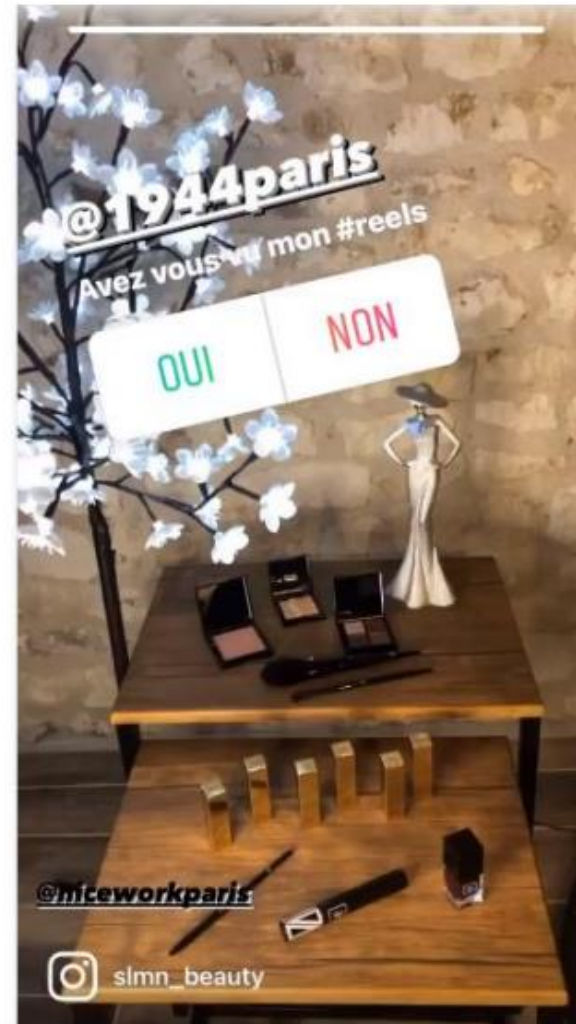 @1944paris
Avez vous vu mon #reels
OUI
NON
@niceworkparis
slmn_beauty